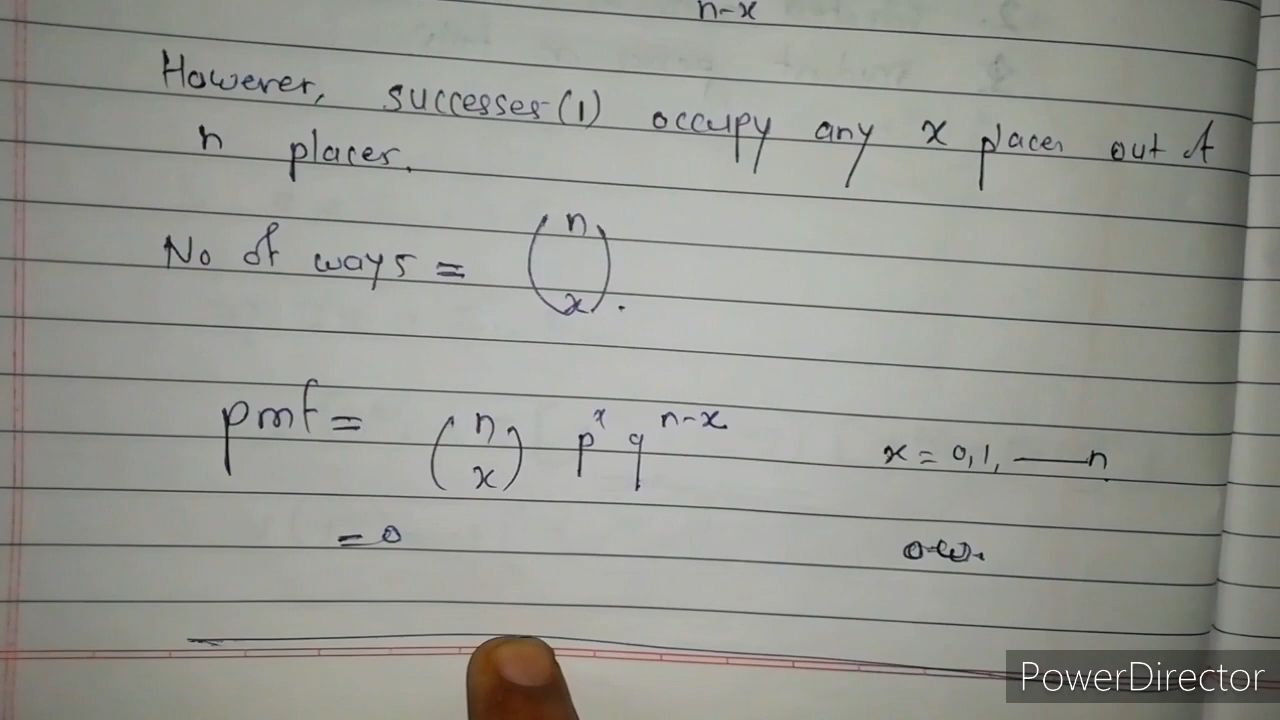 n-x
However, successes (1) occupy any x places out of
n places.
No of ways = (n x).
pmf = (n x) p^x q^n-x x = 0, 1, —— n
= 0 o.w.
PowerDirector